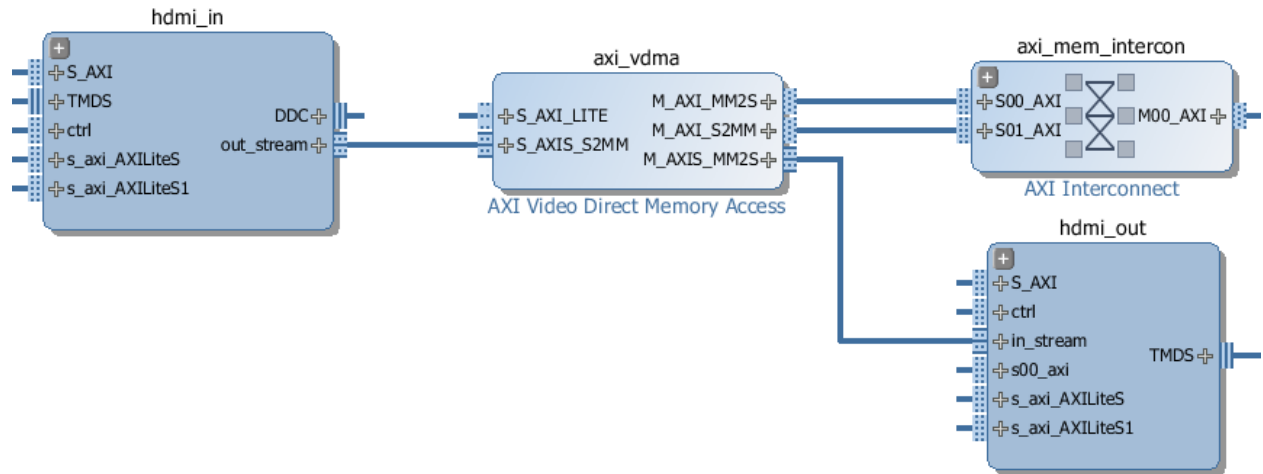 hdmi_in
S_AXI
TMDS
ctrl
s_axi_AXILiteS
s_axi_AXILiteS1
DDC
out_stream
axi_vdma
S_AXI_LITE
S_AXIS_S2MM
M_AXI_MM2S
M_AXI_S2MM
M_AXIS_MM2S
AXI Video Direct Memory Access
axi_mem_intercon
S00_AXI
S01_AXI
M00_AXI
AXI Interconnect
hdmi_out
S_AXI
ctrl
in_stream
s00_axi
s_axi_AXILiteS
s_axi_AXILiteS1
TMDS